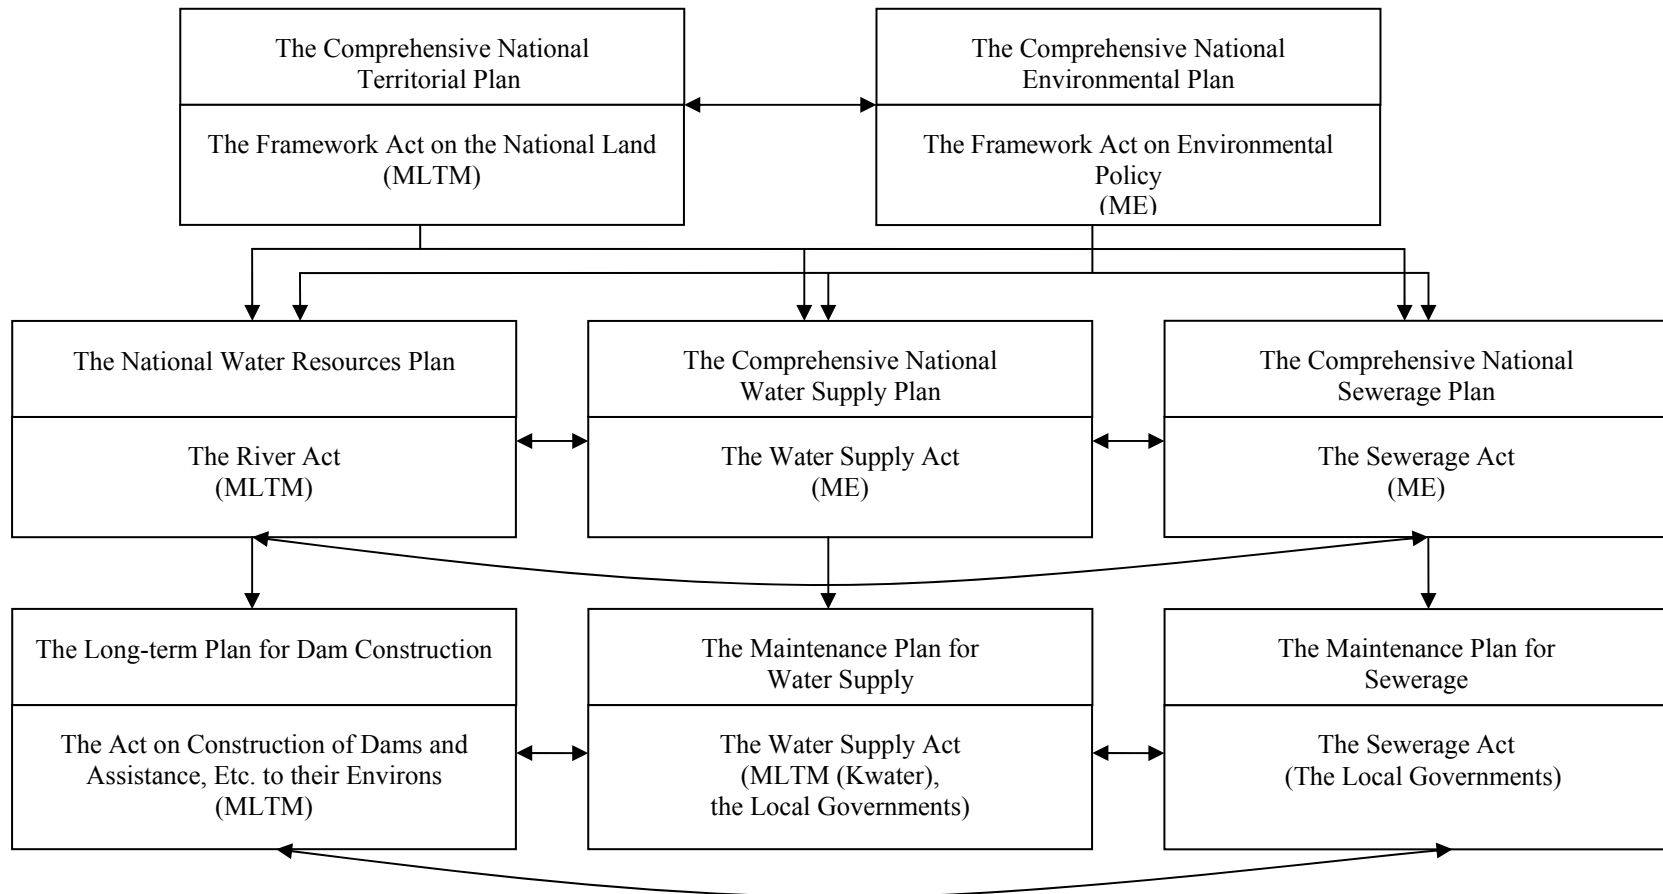 The Comprehensive National
Territorial Plan
The Framework Act on the National Land
(MLTM)
The Comprehensive National
Environmental Plan
The Framework Act on Environmental
Policy
(ME)
The National Water Resources Plan
The River Act
(MLTM)
The Comprehensive National
Water Supply Plan
The Water Supply Act
(ME)
The Comprehensive National
Sewerage Plan
The Sewerage Act
(ME)
The Long-term Plan for Dam Construction
The Act on Construction of Dams and
Assistance, Etc. to their Environs
(MLTM)
The Maintenance Plan for
Water Supply
The Water Supply Act
(MLTM (Kwater),
the Local Governments)
The Maintenance Plan for
Sewerage
The Sewerage Act
(The Local Governments)